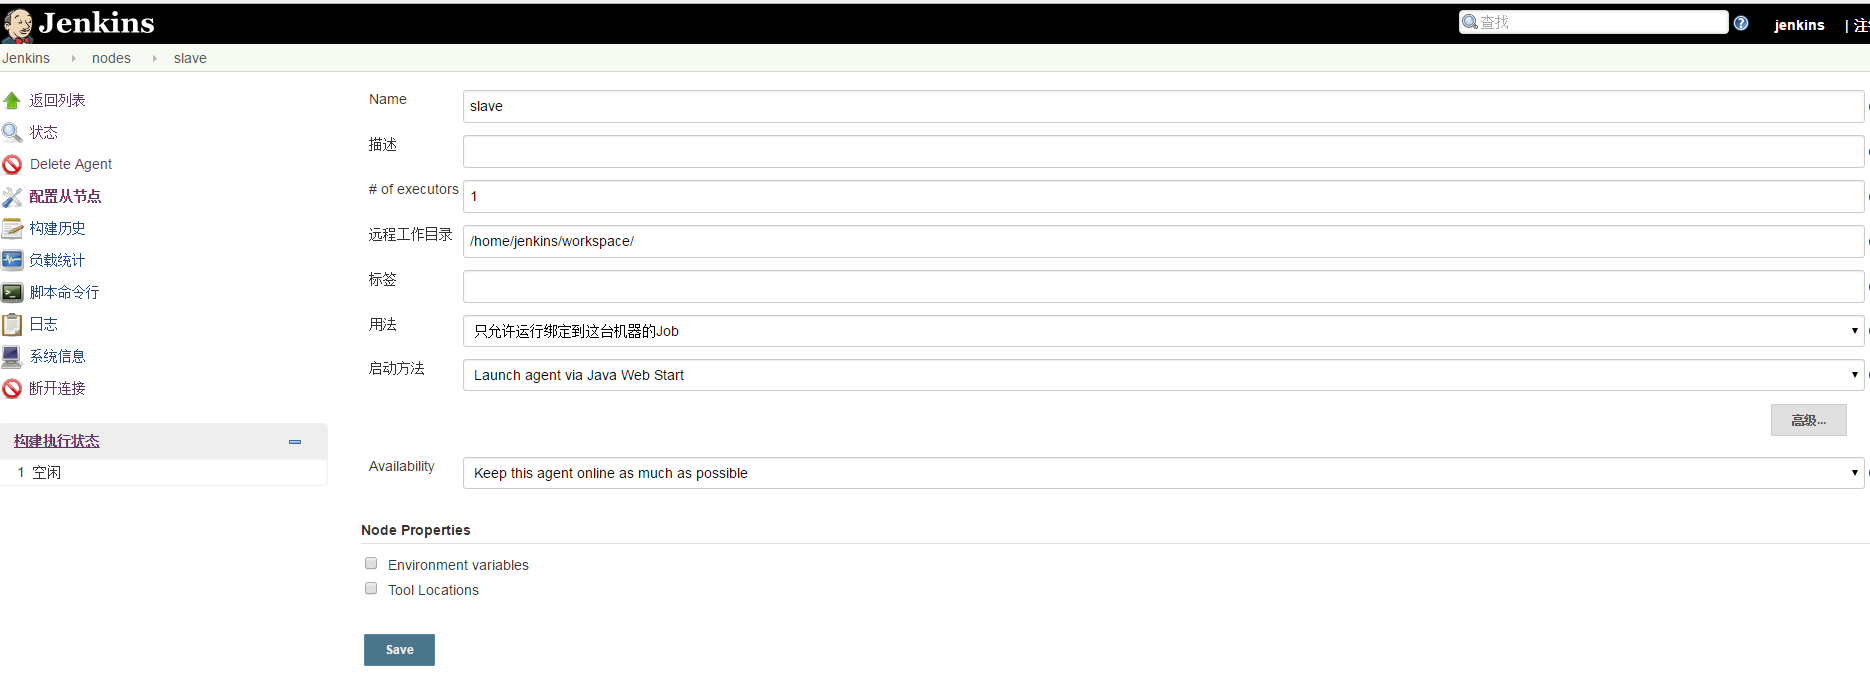 Jenkins
查找
jenkins
| 注
Jenkins
nodes
slave
返回列表
状态
Delete Agent
配置从节点
构建历史
负载统计
脚本命令行
日志
系统信息
断开连接
构建执行状态
1 空闲
Name
slave
描述
# of executors
1
远程工作目录
/home/jenkins/workspace/
标签
用法
只允许运行绑定到这台机器的Job
启动方法
Launch agent via Java Web Start
高级...
Availability
Keep this agent online as much as possible
Node Properties
Environment variables
Tool Locations
Save